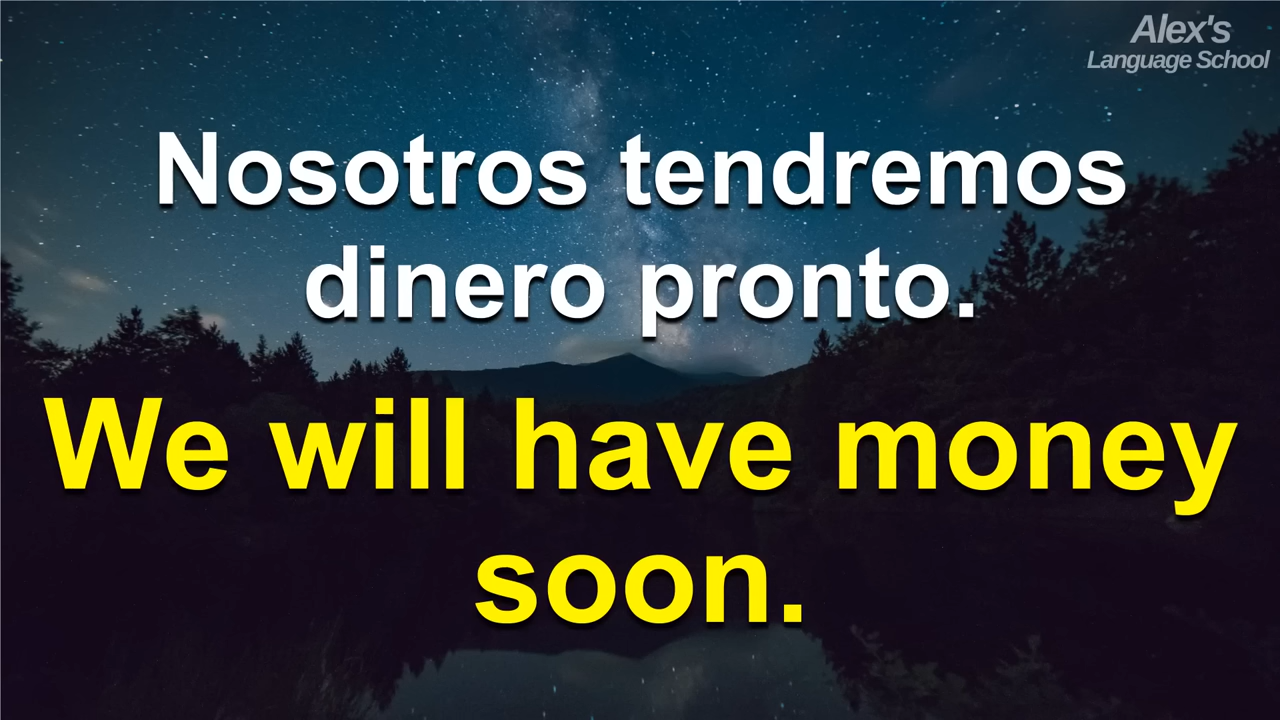 Alex's
Language School
Nosotros tendremos
dinero pronto.
We will have money
soon.